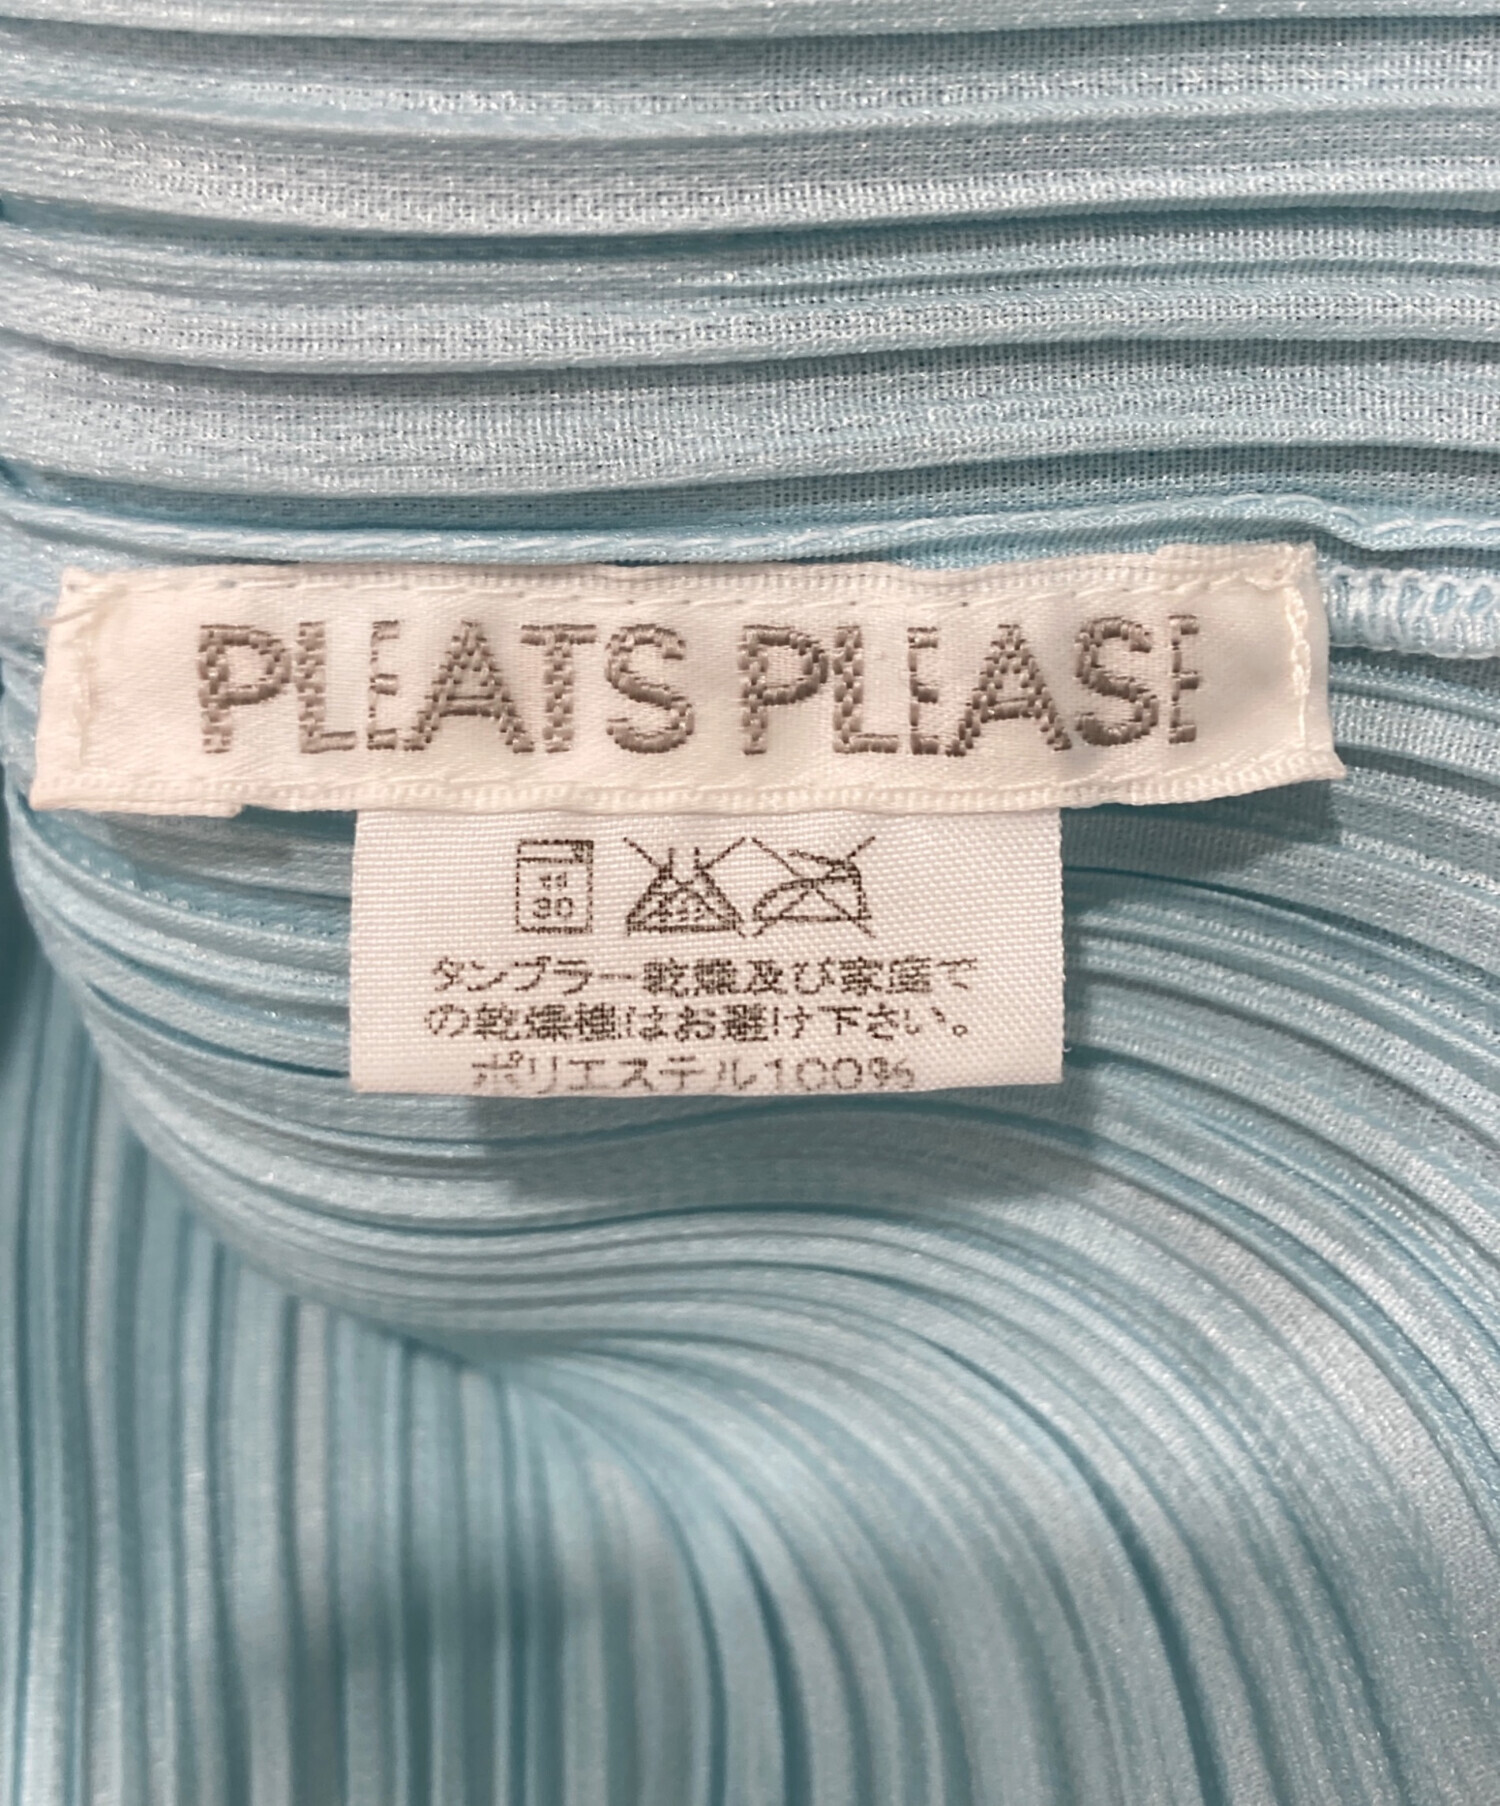 PLEATS PLEASE
30
タンブラー乾燥及び家庭で
の乾燥機はお避け下さい。
ポリエステル100%